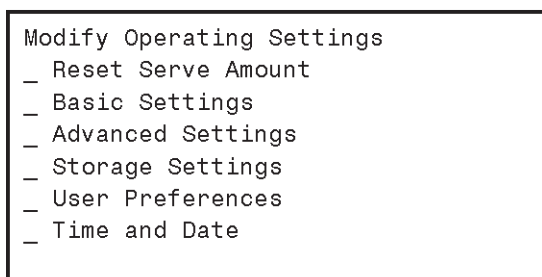 Modify Operating Settings
_ Reset Serve Amount
_ Basic Settings
_ Advanced Settings
_ Storage Settings
_ User Preferences
_ Time and Date